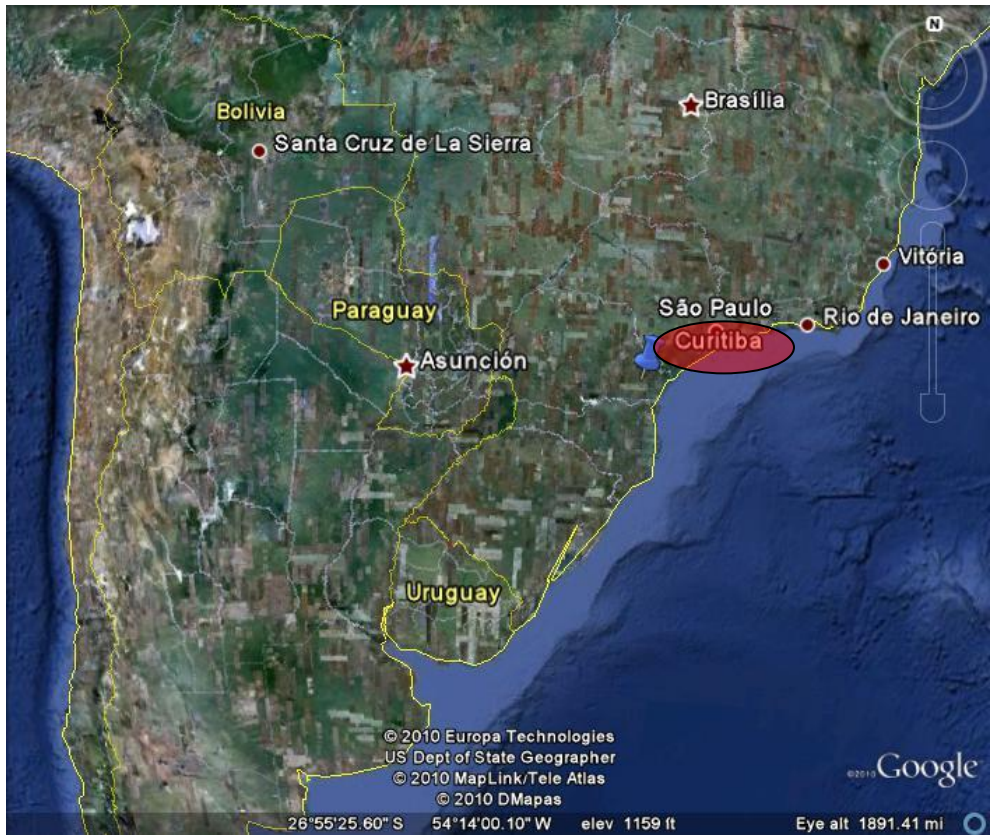 N
Brasília
Bolivia
Santa Cruz de La Sierra
Vitória
São Paulo
Paraguay
Rio de Janeiro
Curitiba
Asunción
Uruguay
© 2010 Europa Technologies
US Dept of State Geographer
© 2010 MapLink/Tele Atlas
© 2010 DMapas
©2010 Google
26°55'25.60" S 54°14'00.10" W elev 1159 ft Eye alt 1891.41 mi